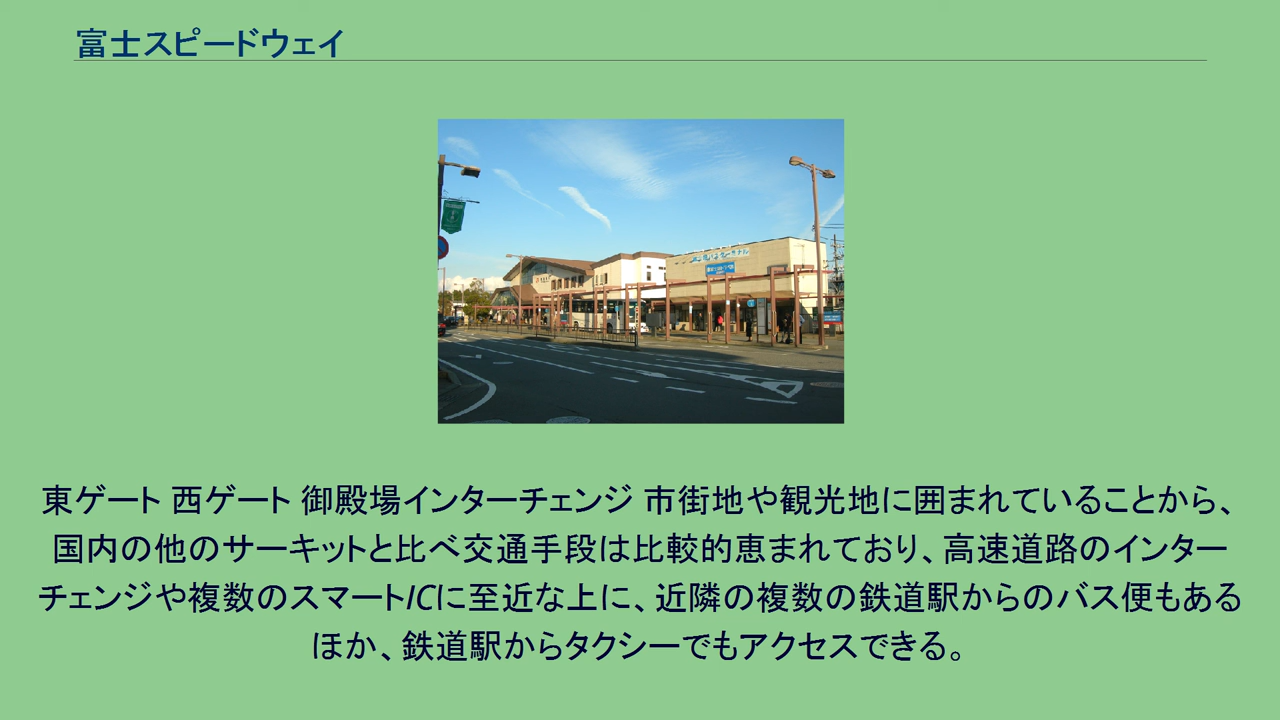 富士スピードウェイ
東ゲート 西ゲート 御殿場インターチェンジ 市街地や観光地に囲まれていることから、
国内の他のサーキットと比べ交通手段は比較的恵まれており、高速道路のインター
チェンジや複数のスマートICに至近な上に、近隣の複数の鉄道駅からのバス便もある
ほか、鉄道駅からタクシーでもアクセスできる。